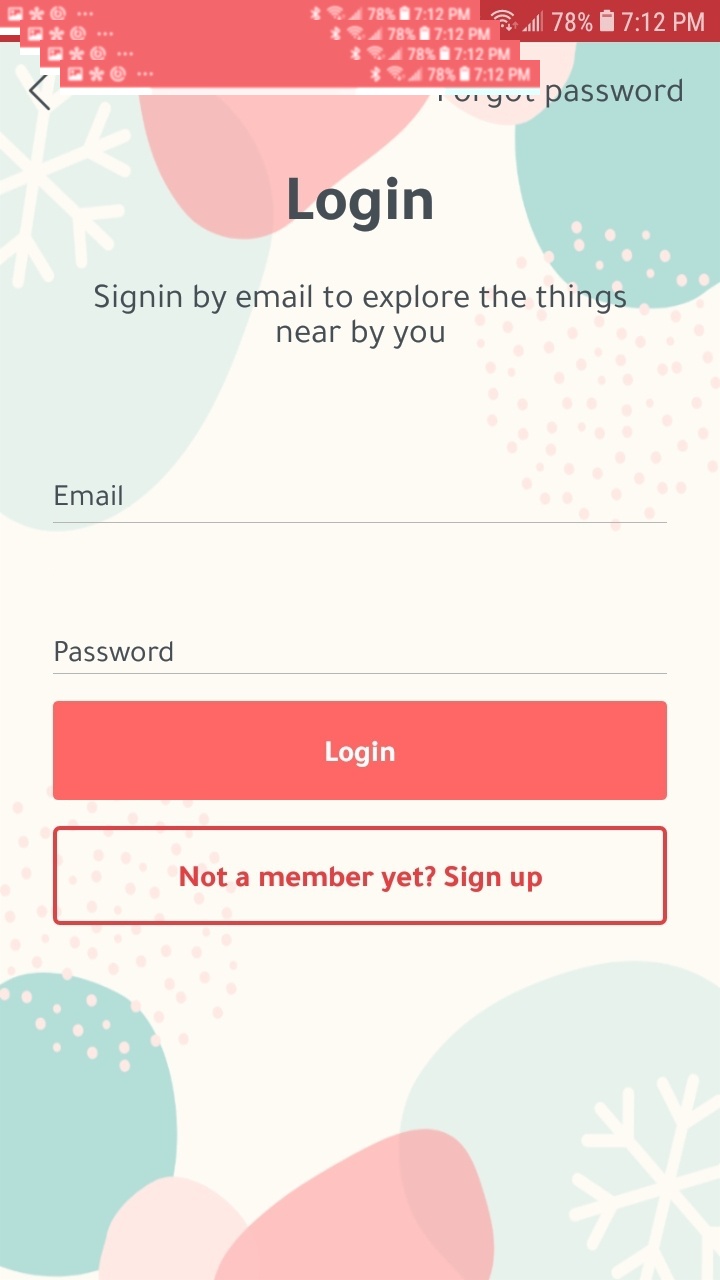 78% 7:12 PM
78% 7:12 PM
78% 7:12 PM
78% 7:12 PM
78% 7:12 PM
Forgot password
Login
Signin by email to explore the things
near by you
Email
Password
Login
Not a member yet? Sign up